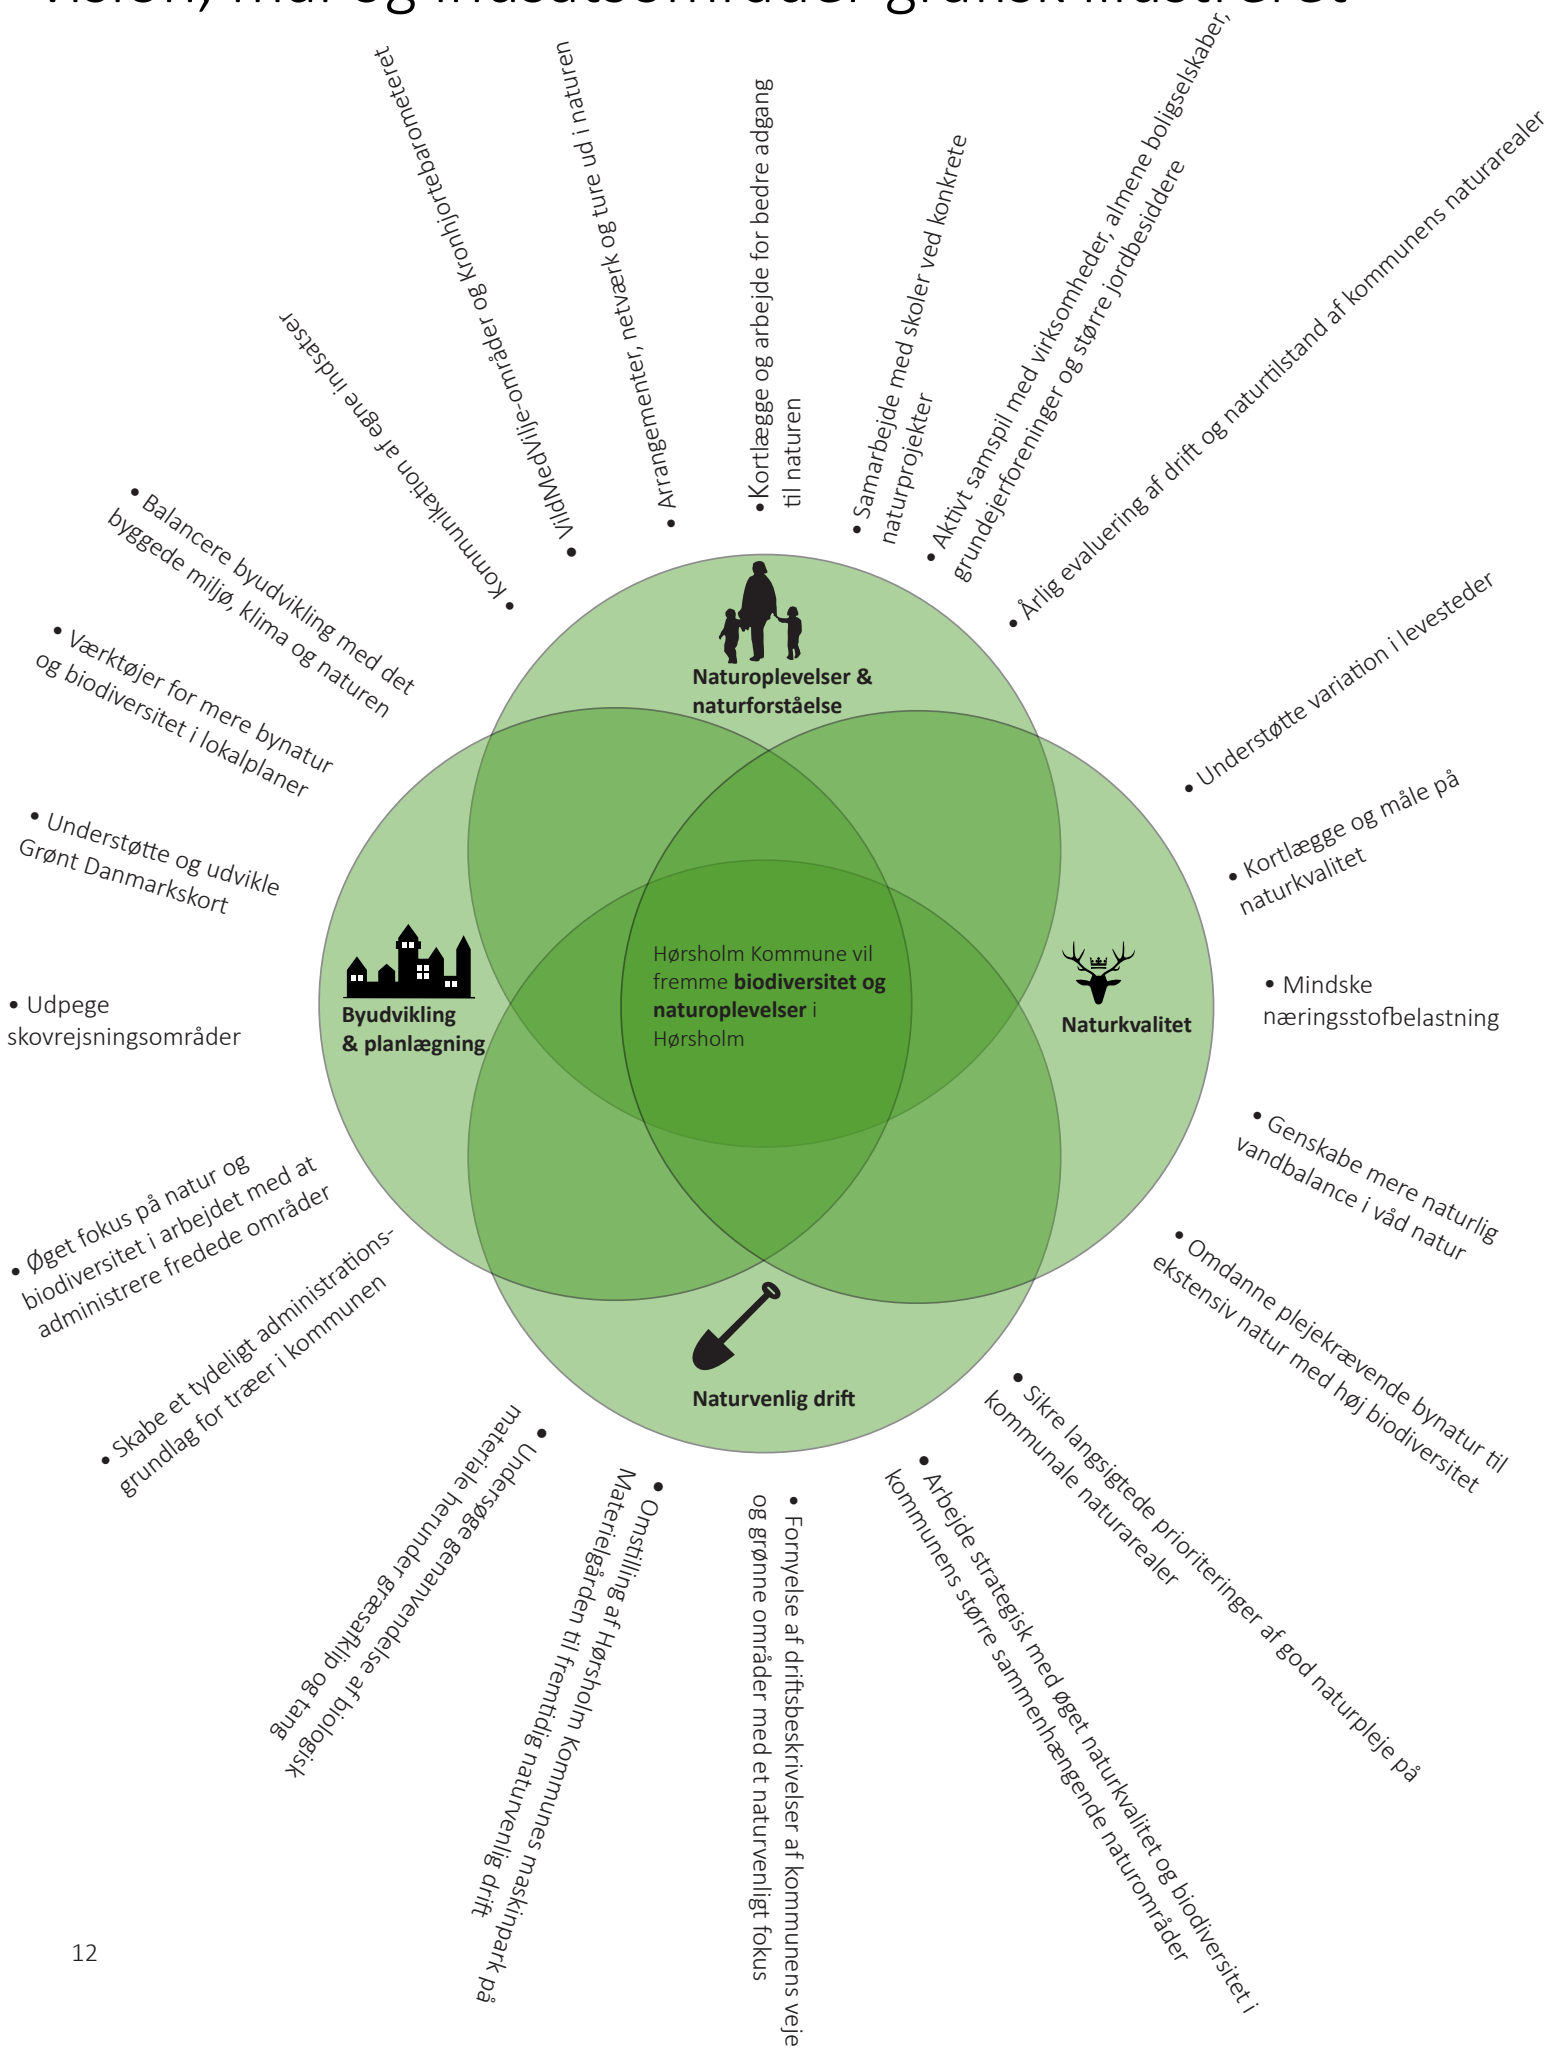 Vision, mål og indsatsområder grafisk illustreret
• Kommunikation af egne indsatser
• VildMedVilje-områder og Kronhjortebarometeret
• Arrangementer, netværk og ture ud i naturen
• Kortlægge og arbejde for bedre adgang
til naturen
• Samarbejde med skoler ved konkrete
naturprojekter
• Aktivt samspil med virksomheder, almene boligselskaber,
grundejerforeninger og større jordbesiddere
• Årlig evaluering af drift og naturtilstand af kommunens naturarealer
• Understøtte variation i levesteder
• Kortlægge og måle på
naturkvalitet
• Mindske
næringsstofbelastning
• Genskabe mere naturlig
vandbalance i våd natur
• Omdanne plejekrævende bynatur til
ekstensiv natur med høj biodiversitet
• Sikre langsigtede prioriteringer af god naturpleje på
kommunale naturarealer
• Arbejde strategisk med øget naturkvalitet og biodiversitet i
kommunens større sammenhængende naturområder
• Fornyelse af driftsbeskrivelser af kommunens veje
og grønne områder med et naturvenligt fokus
• Omstilling af Hørsholm Kommunes maskinpark på
Materielgården til fremtidig naturvenlig drift
• Undersøge genanvendelse af biologisk
materiale herunder græsafklip og tang
• Skabe et tydeligt administrations-
grundlag for træer i kommunen
• Øget fokus på natur og
biodiversitet i arbejdet med at
administrere fredede områder
• Udpege
skovrejsningsområder
• Understøtte og udvikle
Grønt Danmarkskort
• Værktøjer for mere bynatur
og biodiversitet i lokalplaner
• Balancere byudvikling med det
byggede miljø, klima og naturen
Naturoplevelser &
naturforståelse
Byudvikling
& planlægning
Hørsholm Kommune vil
fremme biodiversitet og
naturoplevelser i
Hørsholm
Naturkvalitet
Naturvenlig drift
12